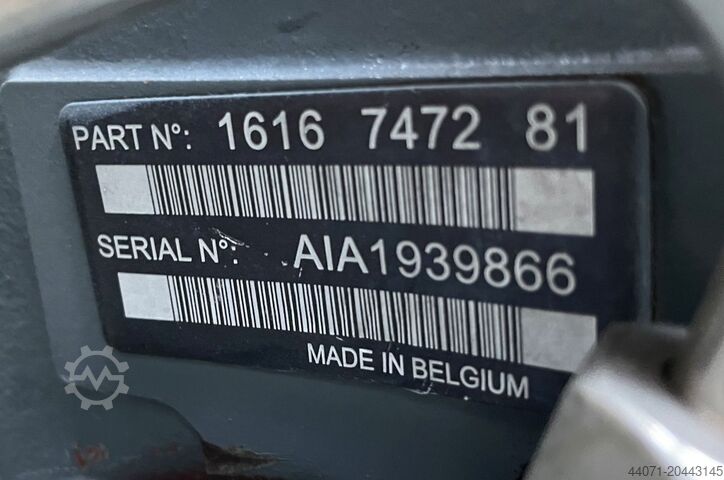 PART N°: 1616 7472 81
SERIAL N°: AIA1939866
MADE IN BELGIUM
44071-20443145